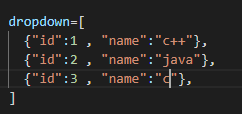 dropdown=[
{"id":1 , "name":"c++"},
{"id":2 , "name":"java"},
{"id":3 , "name":"c"},
]